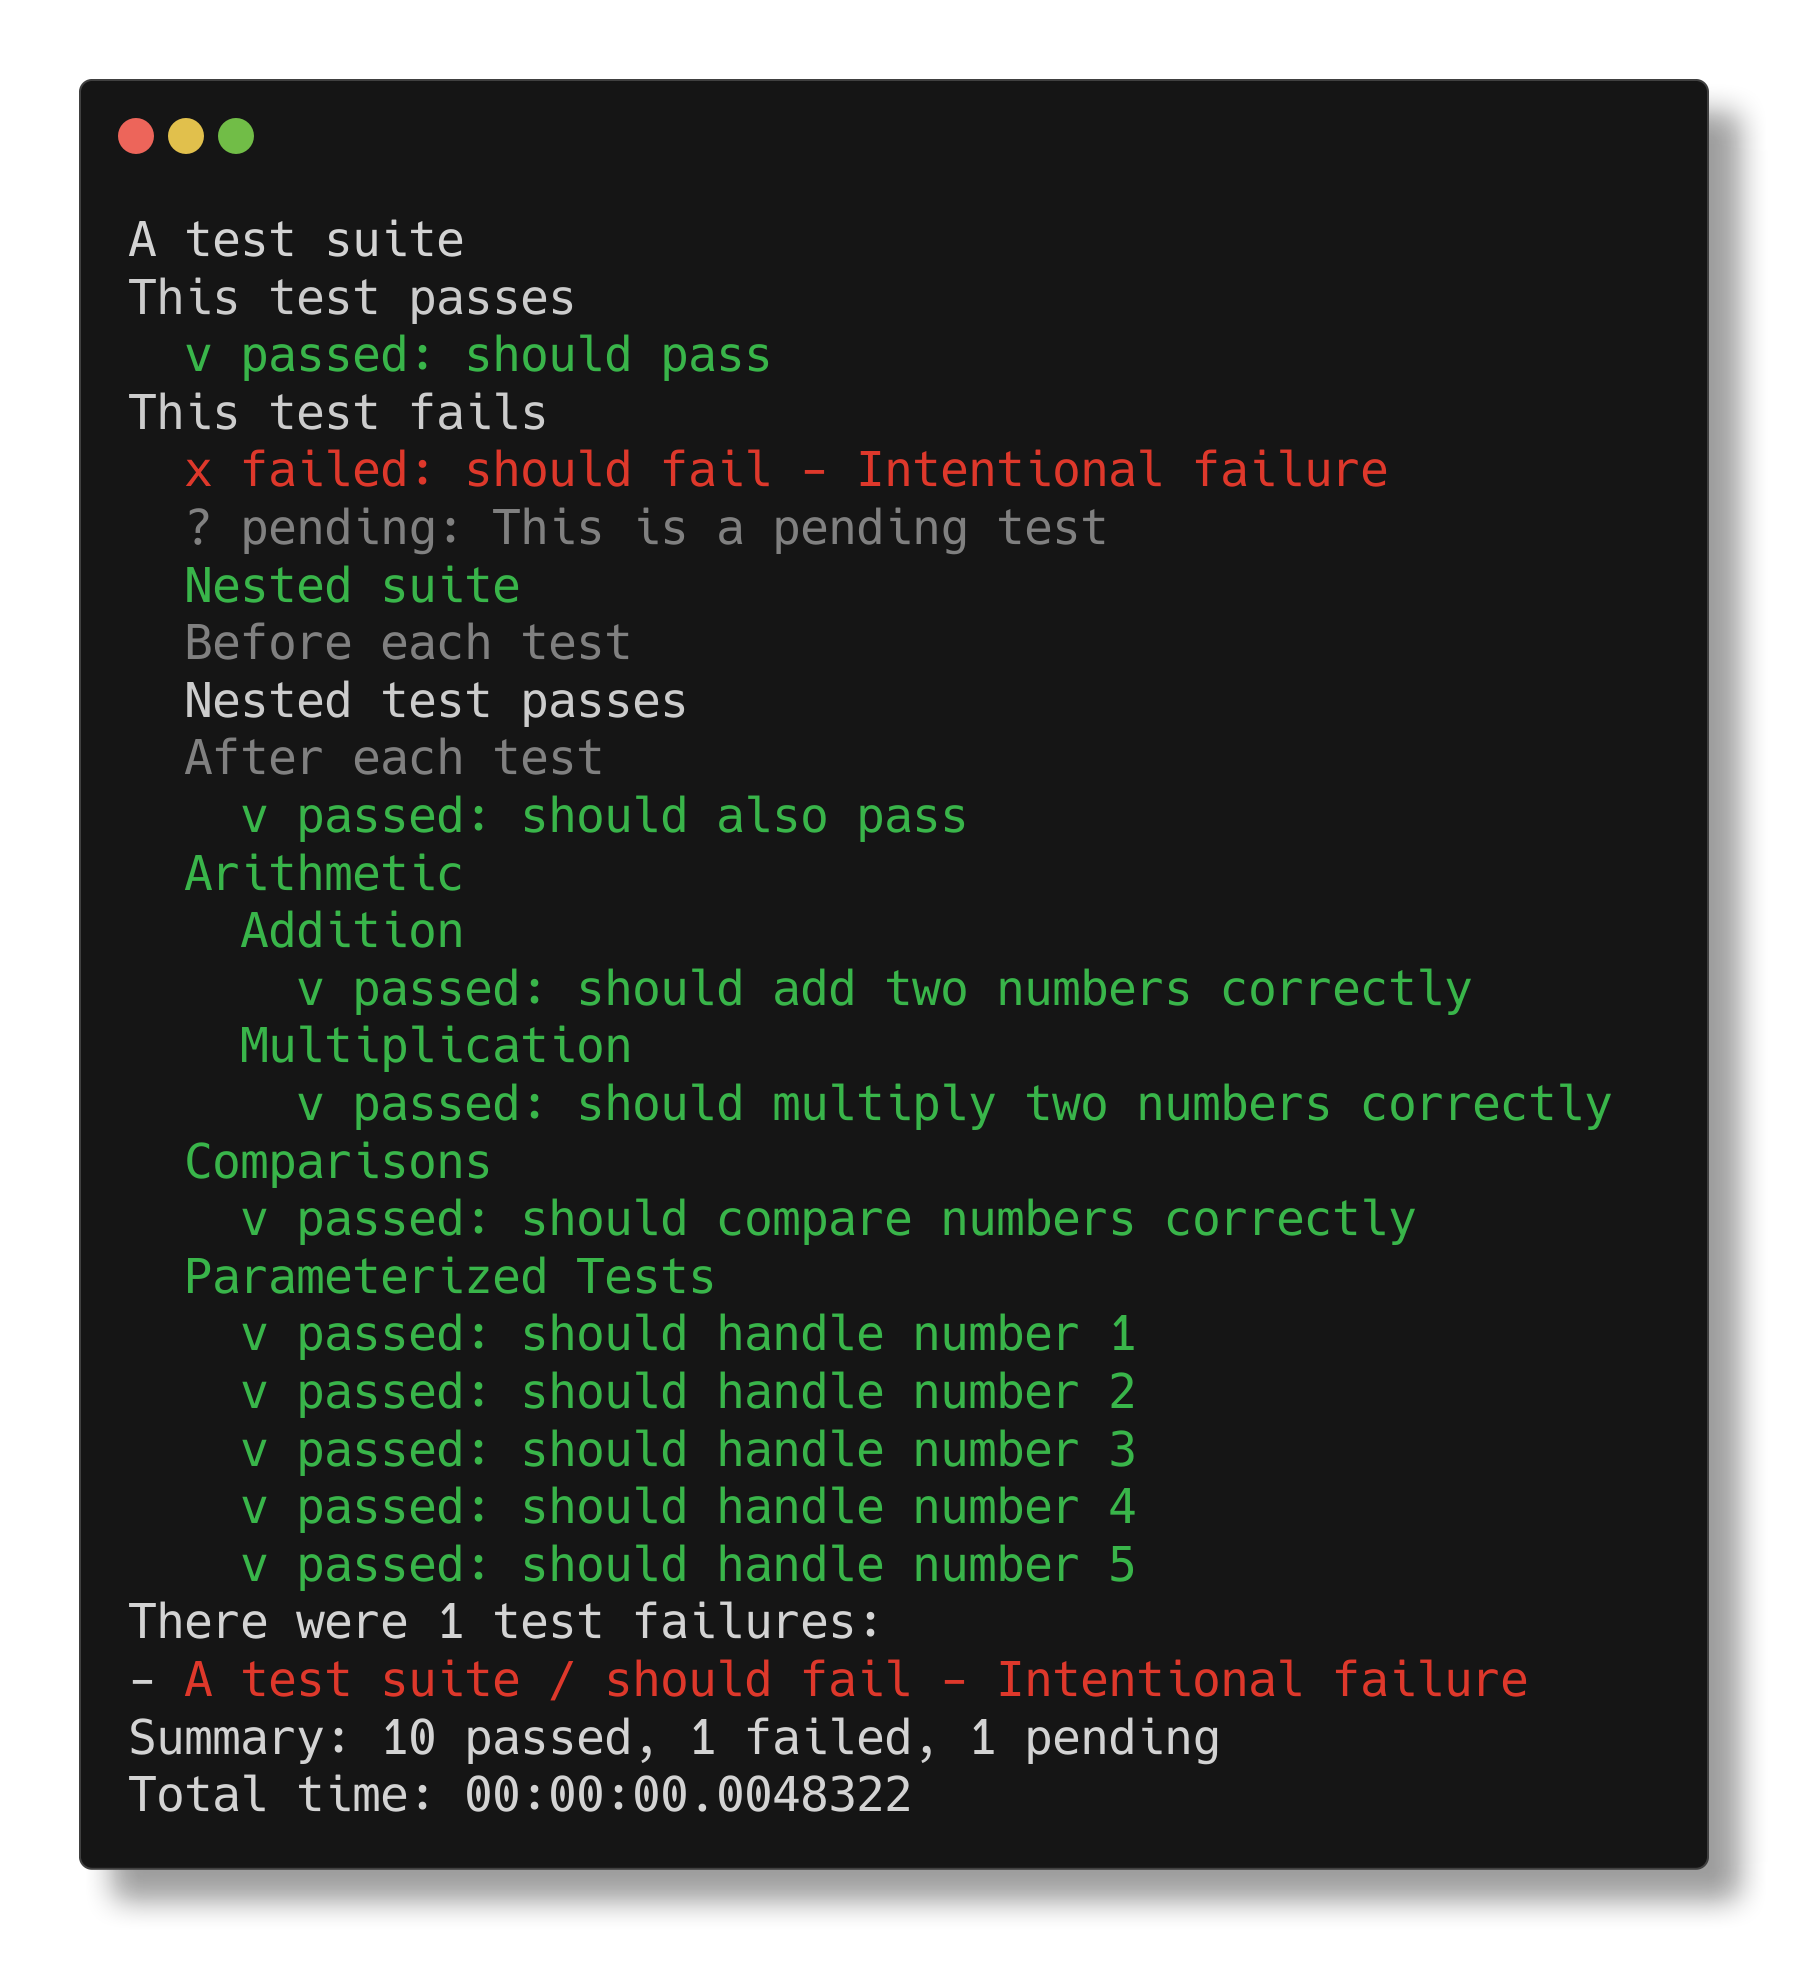 A test suite
This test passes
  v passed: should pass
This test fails
  x failed: should fail - Intentional failure
  ? pending: This is a pending test
  Nested suite
  Before each test
  Nested test passes
  After each test
    v passed: should also pass
  Arithmetic
    Addition
      v passed: should add two numbers correctly
    Multiplication
      v passed: should multiply two numbers correctly
  Comparisons
    v passed: should compare numbers correctly
  Parameterized Tests
    v passed: should handle number 1
    v passed: should handle number 2
    v passed: should handle number 3
    v passed: should handle number 4
    v passed: should handle number 5
There were 1 test failures:
- A test suite / should fail - Intentional failure
Summary: 10 passed, 1 failed, 1 pending
Total time: 00:00:00.0048322